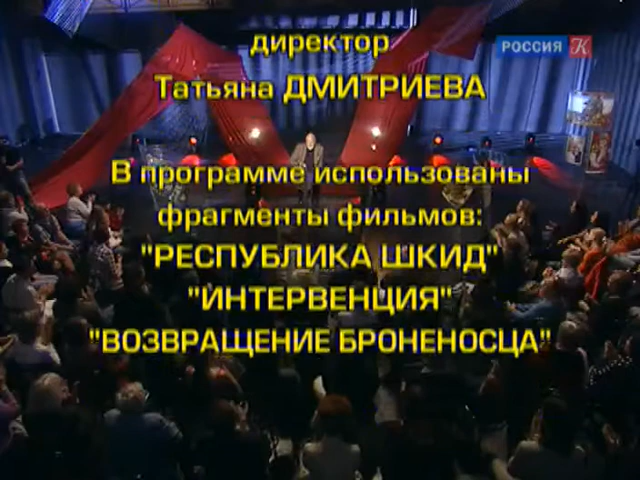 директор
РОССИЯ К
Татьяна ДМИТРИЕВА
В программе использованы
фрагменты фильмов:
"РЕСПУБЛИКА ШКИД"
"ИНТЕРВЕНЦИЯ"
"ВОЗВРАЩЕНИЕ БРОНЕНОСЦА"